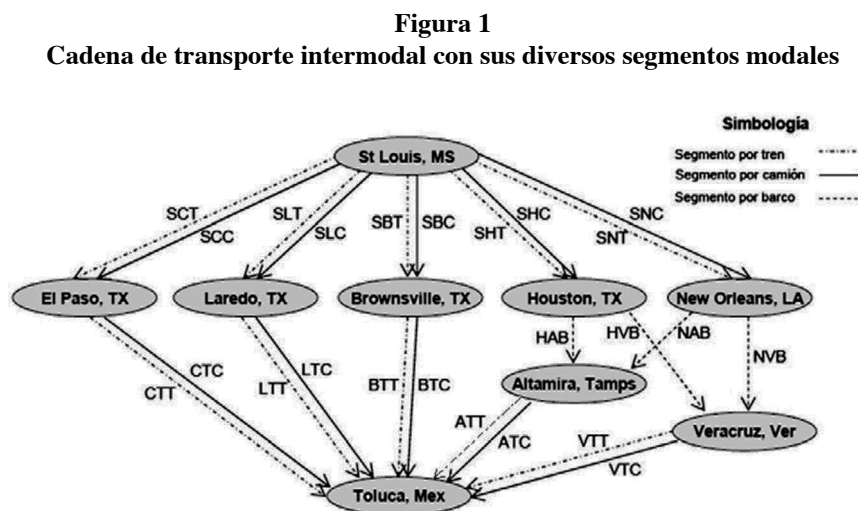 Figura 1
Cadena de transporte intermodal con sus diversos segmentos modales
Simbología
Segmento por tren
Segmento por camión
Segmento por barco
St Louis, MS
SCT
SCC
SLT
SLC
SBT
SBC
SHT
SHC
SNT
SNC
El Paso, TX
Laredo, TX
Brownsville, TX
Houston, TX
New Orleans, LA
HAB
HVB
NAB
NVB
CTT
CTC
LTT
LTC
BTT
BTC
Altamira, Tamps
ATT
ATC
Veracruz, Ver
VTT
VTC
Toluca, Mex